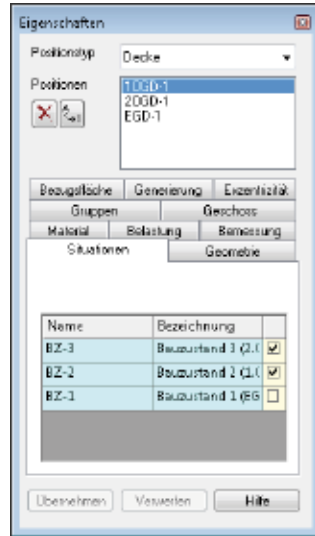 Eigenschaften
Positionstyp
Decke
Positionen
1OGD-1
2OGD-1
EGD-1
Bezugsfläche Generierung Exzentrizität
Gruppen Geschoss
Material Belastung Bemessung
Situationen Geometrie
Name Bezeichnung
BZ-3 Bauzustand 3 (2.(
BZ-2 Bauzustand 2 (1.(
BZ-1 Bauzustand 1 (EG
Übernehmen Verwerfen Hilfe